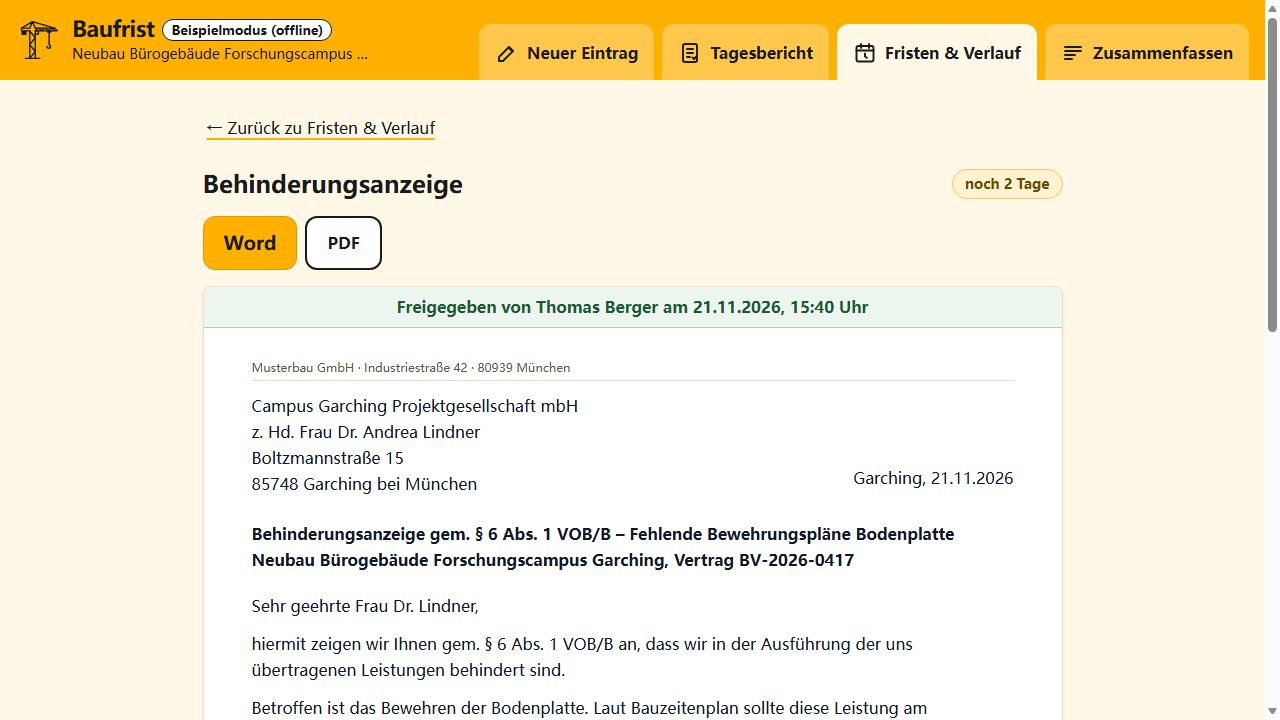 Baufrist Beispielmodus (offline)
Neubau Bürogebäude Forschungscampus ...
Neuer Eintrag
Tagesbericht
Fristen & Verlauf
Zusammenfassen
← Zurück zu Fristen & Verlauf
Behinderungsanzeige
noch 2 Tage
Word
PDF
Freigegeben von Thomas Berger am 21.11.2026, 15:40 Uhr
Musterbau GmbH · Industriestraße 42 · 80939 München
Campus Garching Projektgesellschaft mbH
z. Hd. Frau Dr. Andrea Lindner
Boltzmannstraße 15
85748 Garching bei München
Garching, 21.11.2026
Behinderungsanzeige gem. § 6 Abs. 1 VOB/B – Fehlende Bewehrungspläne Bodenplatte
Neubau Bürogebäude Forschungscampus Garching, Vertrag BV-2026-0417
Sehr geehrte Frau Dr. Lindner,
hiermit zeigen wir Ihnen gem. § 6 Abs. 1 VOB/B an, dass wir in der Ausführung der uns
übertragenen Leistungen behindert sind.
Betroffen ist das Bewehren der Bodenplatte. Laut Bauzeitenplan sollte diese Leistung am